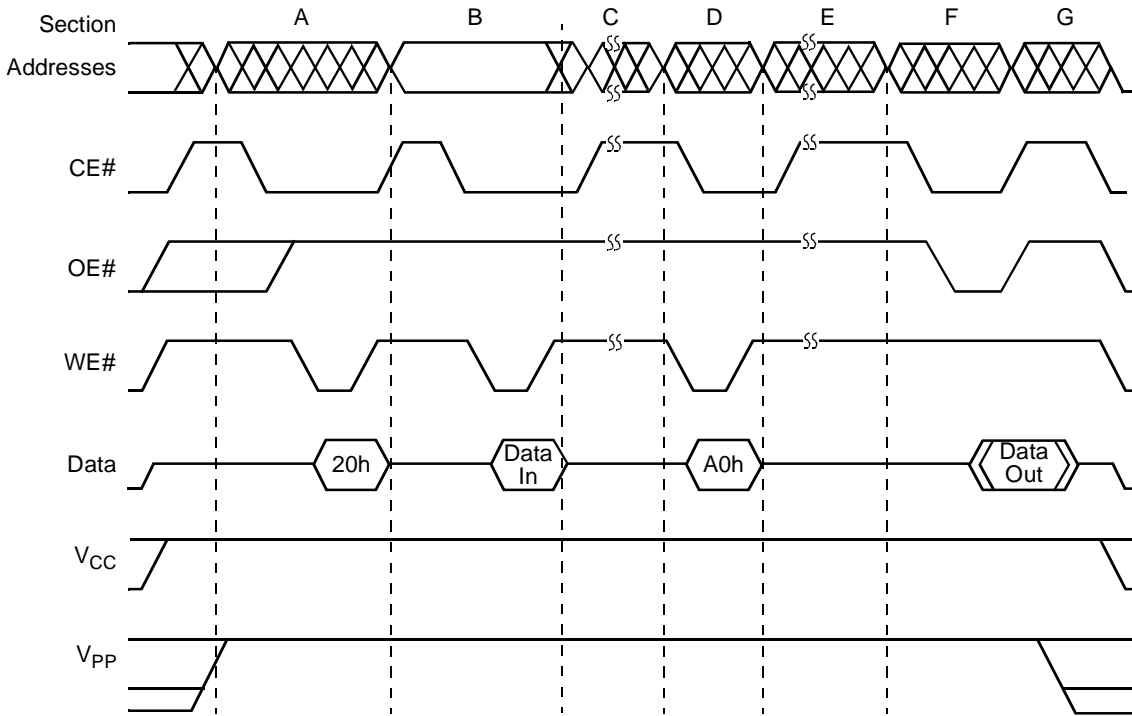 Section A B C D E F G
Addresses
CE#
OE#
WE#
Data 20h Data In A0h Data Out
VCC
VPP